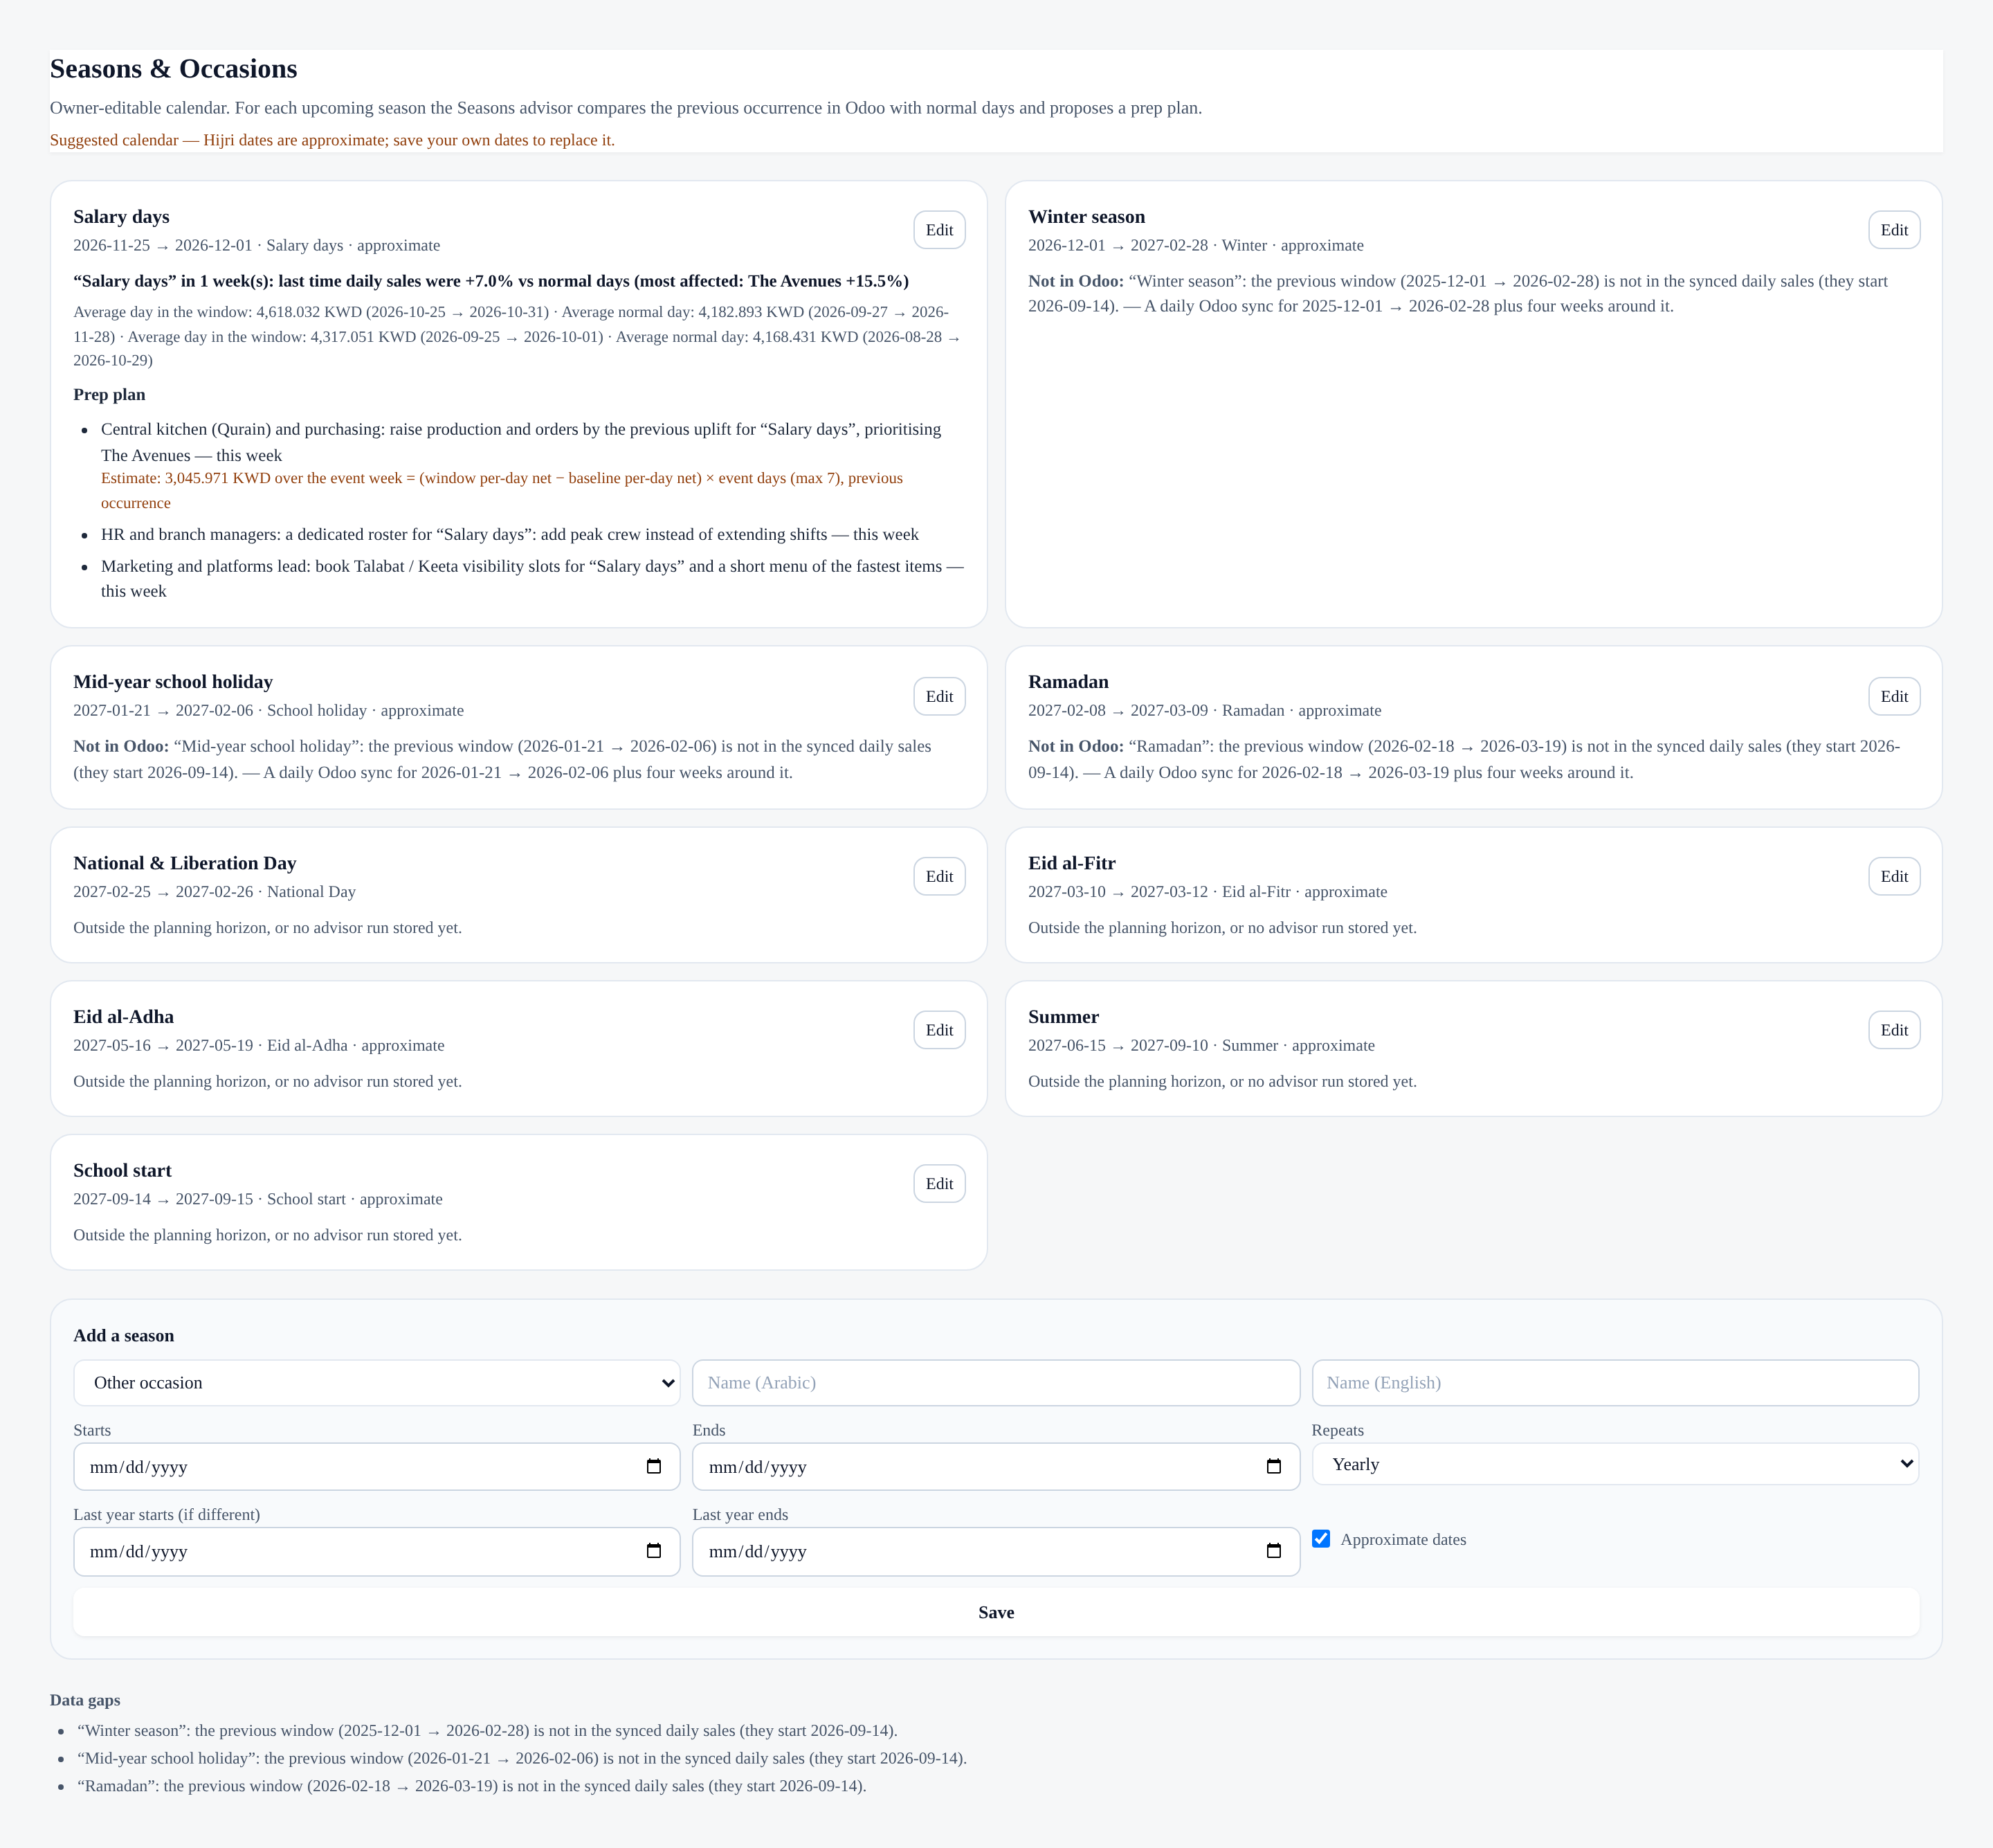 Seasons & Occasions
Owner-editable calendar. For each upcoming season the Seasons advisor compares the previous occurrence in Odoo with normal days and proposes a prep plan.
Suggested calendar — Hijri dates are approximate; save your own dates to replace it.
Salary days
Edit
2026-11-25 → 2026-12-01 · Salary days · approximate
“Salary days” in 1 week(s): last time daily sales were +7.0% vs normal days (most affected: The Avenues +15.5%)
Average day in the window: 4,618.032 KWD (2026-10-25 → 2026-10-31) · Average normal day: 4,182.893 KWD (2026-09-27 → 2026-
11-28) · Average day in the window: 4,317.051 KWD (2026-09-25 → 2026-10-01) · Average normal day: 4,168.431 KWD (2026-08-28 →
2026-10-29)
Prep plan
• Central kitchen (Qurain) and purchasing: raise production and orders by the previous uplift for “Salary days”, prioritising
The Avenues — this week
Estimate: 3,045.971 KWD over the event week = (window per-day net − baseline per-day net) × event days (max 7), previous
occurrence
• HR and branch managers: a dedicated roster for “Salary days”: add peak crew instead of extending shifts — this week
• Marketing and platforms lead: book Talabat / Keeta visibility slots for “Salary days” and a short menu of the fastest items —
this week
Winter season
Edit
2026-12-01 → 2027-02-28 · Winter · approximate
Not in Odoo: “Winter season”: the previous window (2025-12-01 → 2026-02-28) is not in the synced daily sales (they start
2026-09-14). — A daily Odoo sync for 2025-12-01 → 2026-02-28 plus four weeks around it.
Mid-year school holiday
Edit
2027-01-21 → 2027-02-06 · School holiday · approximate
Not in Odoo: “Mid-year school holiday”: the previous window (2026-01-21 → 2026-02-06) is not in the synced daily sales
(they start 2026-09-14). — A daily Odoo sync for 2026-01-21 → 2026-02-06 plus four weeks around it.
Ramadan
Edit
2027-02-08 → 2027-03-09 · Ramadan · approximate
Not in Odoo: “Ramadan”: the previous window (2026-02-18 → 2026-03-19) is not in the synced daily sales (they start 2026-
09-14). — A daily Odoo sync for 2026-02-18 → 2026-03-19 plus four weeks around it.
National & Liberation Day
Edit
2027-02-25 → 2027-02-26 · National Day
Outside the planning horizon, or no advisor run stored yet.
Eid al-Fitr
Edit
2027-03-10 → 2027-03-12 · Eid al-Fitr · approximate
Outside the planning horizon, or no advisor run stored yet.
Eid al-Adha
Edit
2027-05-16 → 2027-05-19 · Eid al-Adha · approximate
Outside the planning horizon, or no advisor run stored yet.
Summer
Edit
2027-06-15 → 2027-09-10 · Summer · approximate
Outside the planning horizon, or no advisor run stored yet.
School start
Edit
2027-09-14 → 2027-09-15 · School start · approximate
Outside the planning horizon, or no advisor run stored yet.
Add a season
Other occasion
Name (Arabic)
Name (English)
Starts
Ends
Repeats
mm/dd/yyyy
mm/dd/yyyy
Yearly
Last year starts (if different)
Last year ends
mm/dd/yyyy
mm/dd/yyyy
Approximate dates
Save
Data gaps
• “Winter season”: the previous window (2025-12-01 → 2026-02-28) is not in the synced daily sales (they start 2026-09-14).
• “Mid-year school holiday”: the previous window (2026-01-21 → 2026-02-06) is not in the synced daily sales (they start 2026-09-14).
• “Ramadan”: the previous window (2026-02-18 → 2026-03-19) is not in the synced daily sales (they start 2026-09-14).